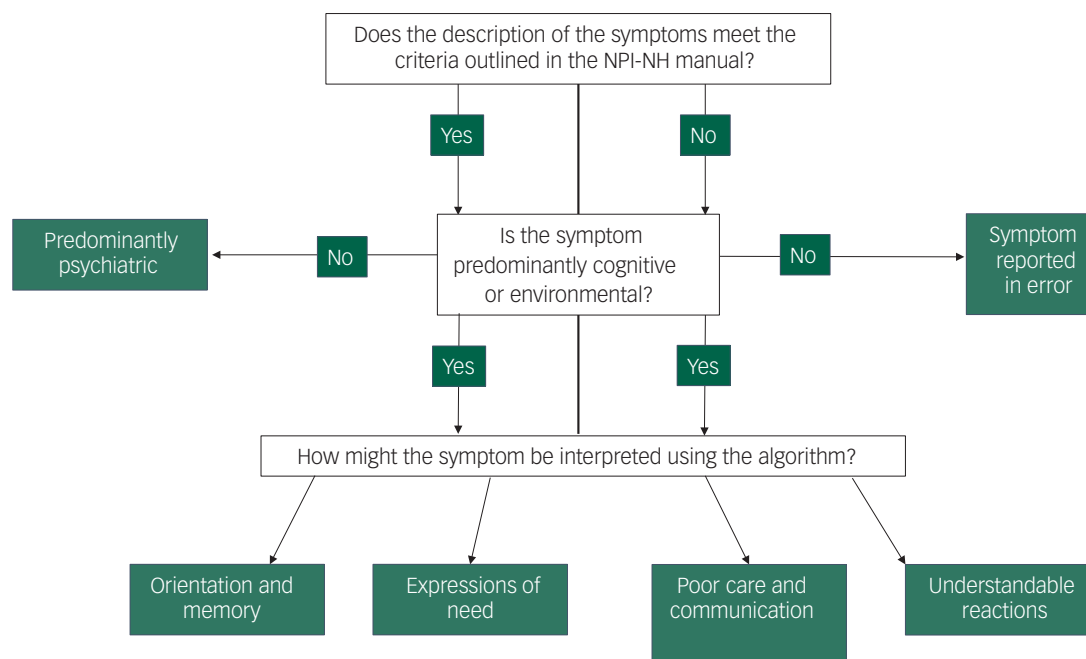 Does the description of the symptoms meet the
criteria outlined in the NPI-NH manual?
Yes
No
Predominantly
psychiatric
No
Is the symptom
predominantly cognitive
or environmental?
No
Symptom
reported
in error
Yes
Yes
How might the symptom be interpreted using the algorithm?
Orientation and
memory
Expressions of
need
Poor care and
communication
Understandable
reactions